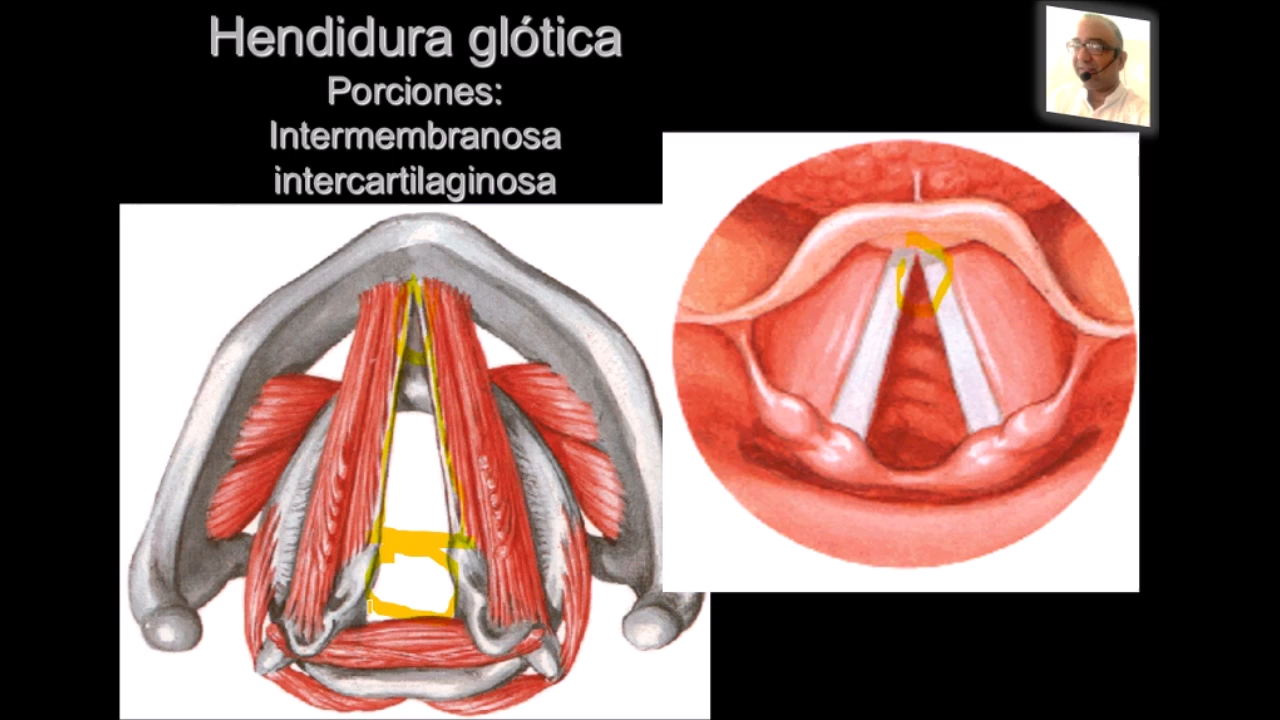 Hendidura glótica
Porciones:
Intermembranosa
intercartilaginosa